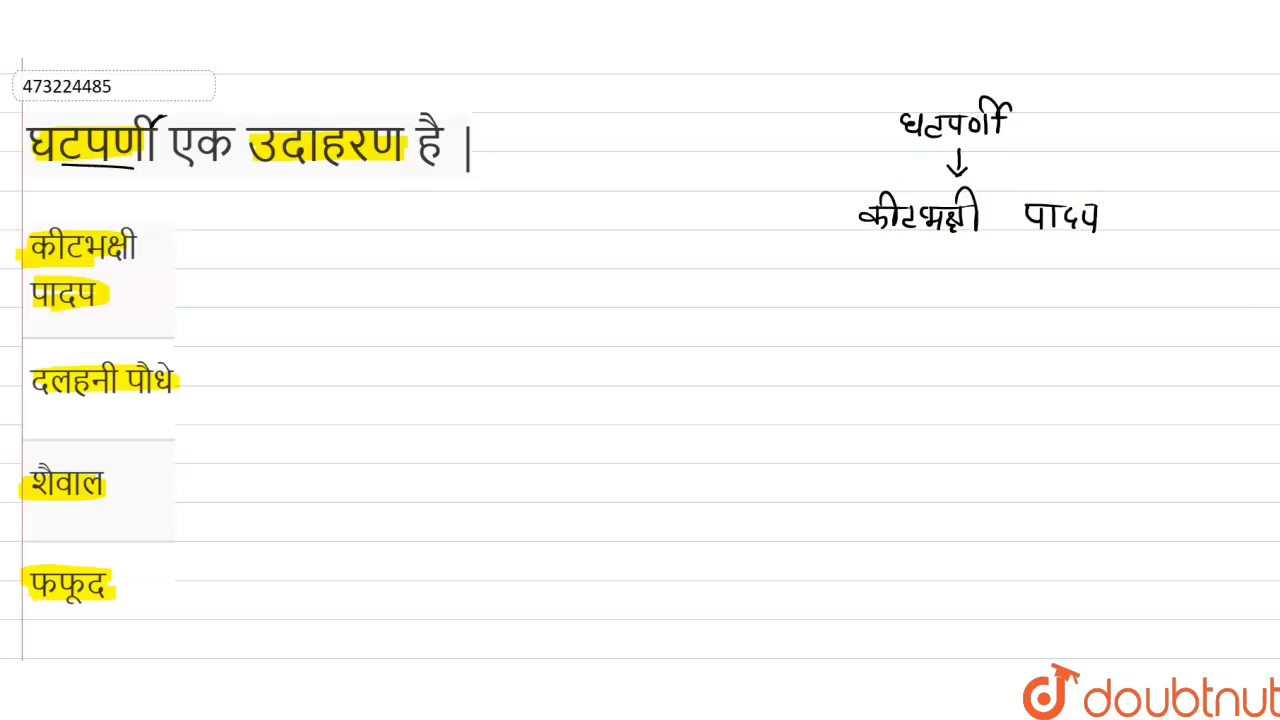 473224485
घटपर्णी एक उदाहरण है |
घटपर्णी
↓
कीटभक्षी पादप
कीटभक्षी
पादप
दलहनी पौधे
शैवाल
फफूद
doubtnut